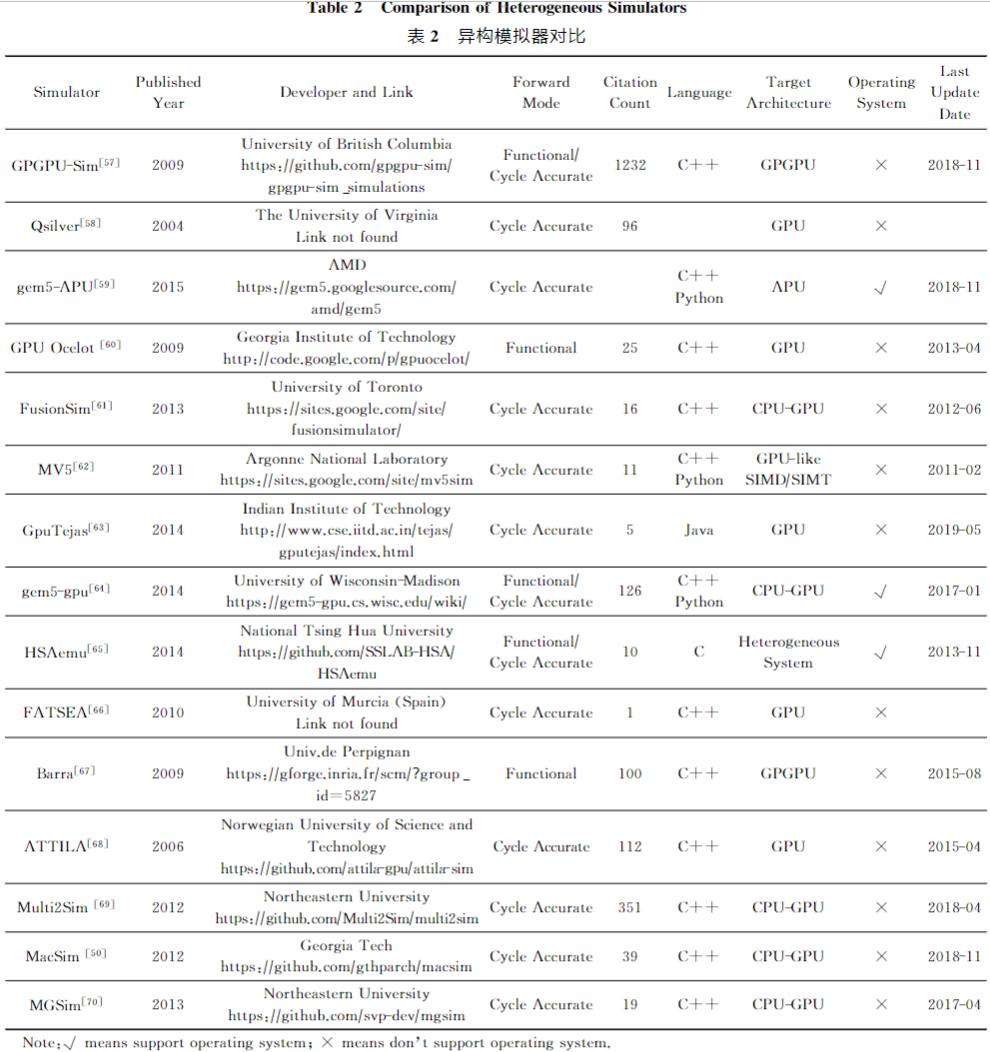 Table 2 Comparison of Heterogeneous Simulators
表 2 异构模拟器对比
Simulator Published Year Developer and Link Forward Mode Citation Count Language Target Architecture Operating System Last Update Date
GPGPU-Sim[57] 2009 University of British Columbia https://github.com/gpgpu-sim/gpgpu-sim_simulations Functional/Cycle Accurate 1232 C++ GPGPU × 2018-11
Qsilver[58] 2004 The University of Virginia Link not found Cycle Accurate 96 GPU ×
gem5-APU[59] 2015 AMD https://gem5.googlesource.com/amd/gem5 Cycle Accurate C++ Python APU √ 2018-11
GPU Ocelot [60] 2009 Georgia Institute of Technology http://code.google.com/p/gpuocelot/ Functional 25 C++ GPU × 2013-04
FusionSim[61] 2013 University of Toronto https://sites.google.com/site/fusionsimulator/ Cycle Accurate 16 C++ CPU-GPU × 2012-06
MV5[62] 2011 Argonne National Laboratory https://sites.google.com/site/mv5sim Cycle Accurate 11 C++ Python GPU-like SIMD/SIMT × 2011-02
GpuTejas[63] 2014 Indian Institute of Technology http://www.cse.iitd.ac.in/tejas/gputejas/index.html Cycle Accurate 5 Java GPU × 2019-05
gem5-gpu[64] 2014 University of Wisconsin-Madison https://gem5-gpu.cs.wisc.edu/wiki/ Functional/Cycle Accurate 126 C++ Python CPU-GPU √ 2017-01
HSAemu[65] 2014 National Tsing Hua University https://github.com/SSLAB-HSA/HSAemu Functional/Cycle Accurate 10 C Heterogeneous System √ 2013-11
FATSEA[66] 2010 University of Murcia (Spain) Link not found Cycle Accurate 1 C++ GPU ×
Barra[67] 2009 Univ.de Perpignan https://gforge.inria.fr/scm/?group_id=5827 Functional 100 C++ GPGPU × 2015-08
ATTILA[68] 2006 Norwegian University of Science and Technology https://github.com/attila-gpu/attila-sim Cycle Accurate 112 C++ GPU × 2015-04
Multi2Sim [69] 2012 Northeastern University https://github.com/Multi2Sim/multi2sim Cycle Accurate 351 C++ CPU-GPU × 2018-04
MacSim [50] 2012 Georgia Tech https://github.com/gthparch/macsim Cycle Accurate 39 C++ CPU-GPU × 2018-11
MGSim[70] 2013 Northeastern University https://github.com/svp-dev/mgsim Cycle Accurate 19 C++ CPU-GPU × 2017-04
Note:√ means support operating system; × means don't support operating system.